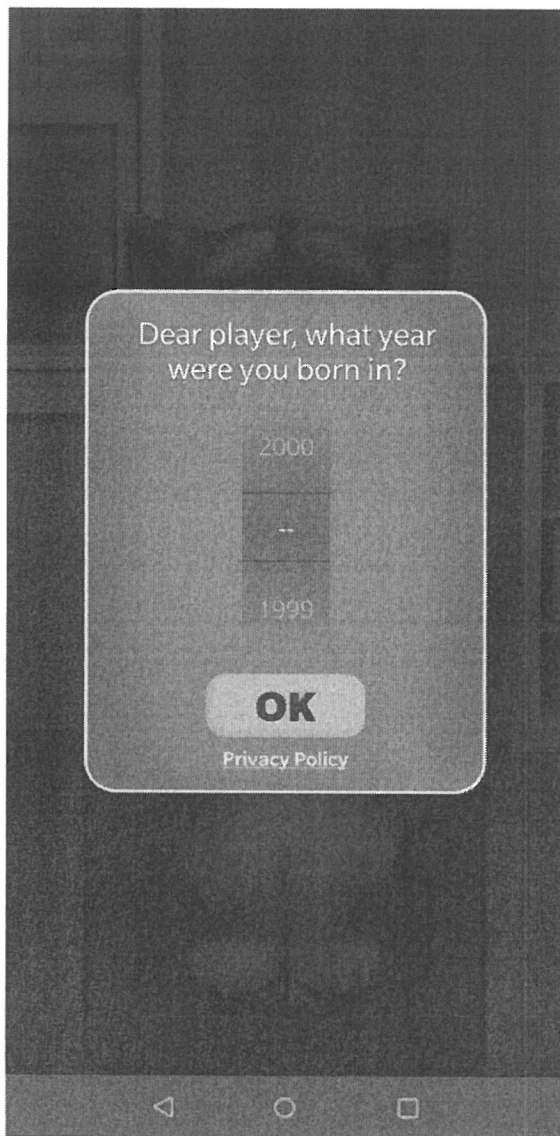 Dear player, what year
were you born in?
2000
--
1999
OK
Privacy Policy